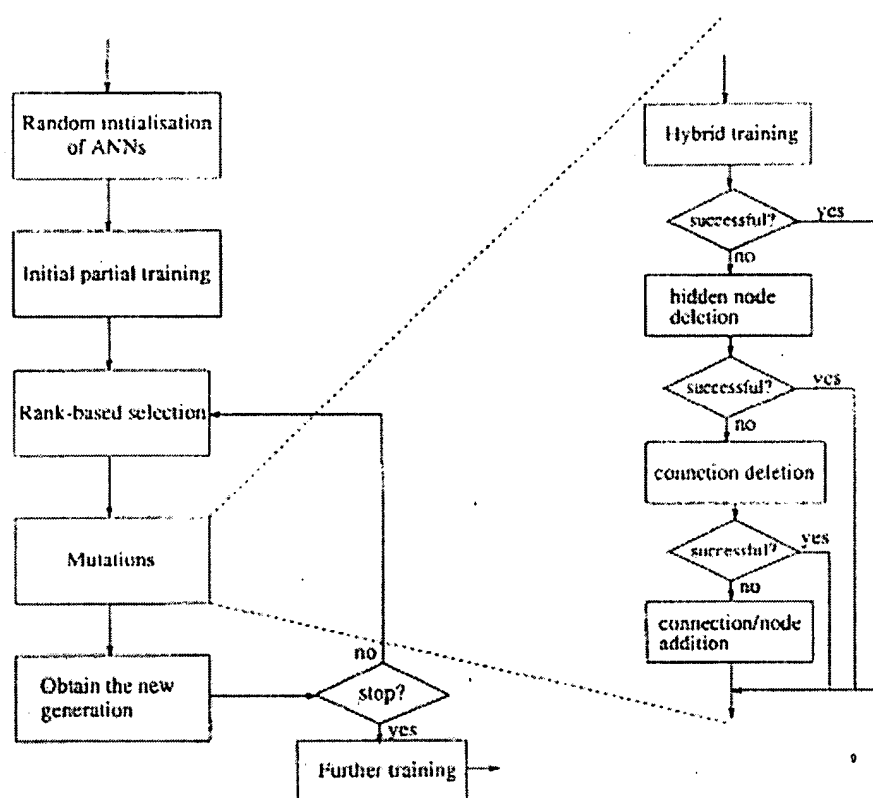 Random initialisation
of ANNs
Initial partial training
Rank-based selection
Mutations
Obtain the new
generation
no
stop?
yes
Further training
Hybrid training
successful?
yes
no
hidden node
deletion
successful?
yes
no
connction deletion
successful?
yes
no
connection/node
addition
9